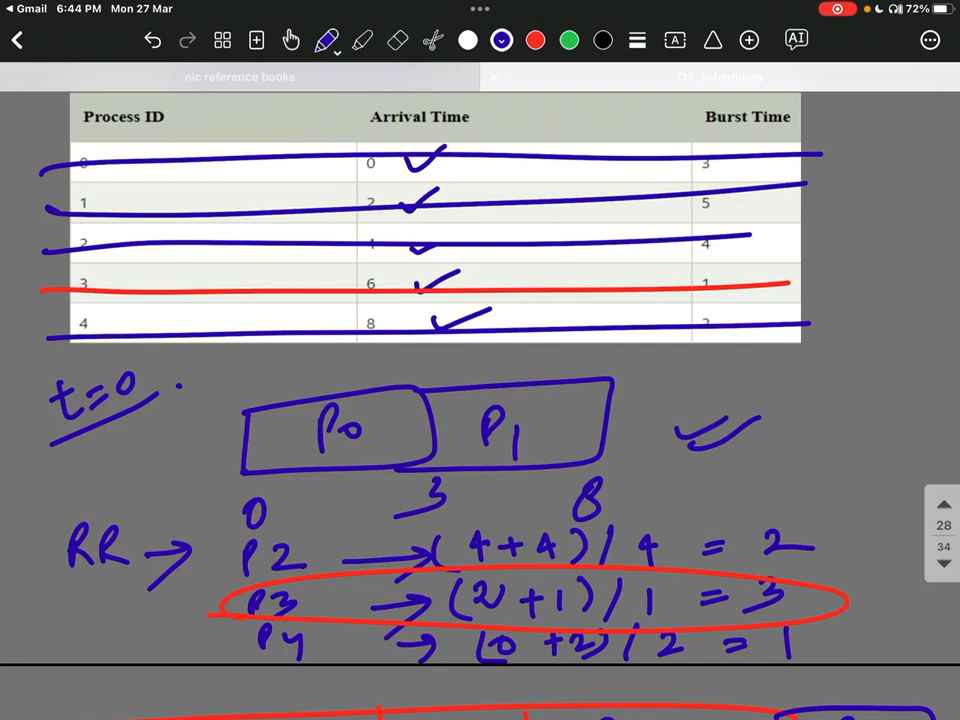 Gmail 6:44 PM Mon 27 Mar 72%
A AI
nic reference books OS_scheduling
Process ID Arrival Time Burst Time
0 0 3
1 2 5
2 4 4
3 6 1
4 8 2
t=0
P0 P1
0 3 8
RR → P2 → (4+4)/4 = 2
P3 → (2+1)/1 = 3
P4 → (0+2)/2 = 1
28
34